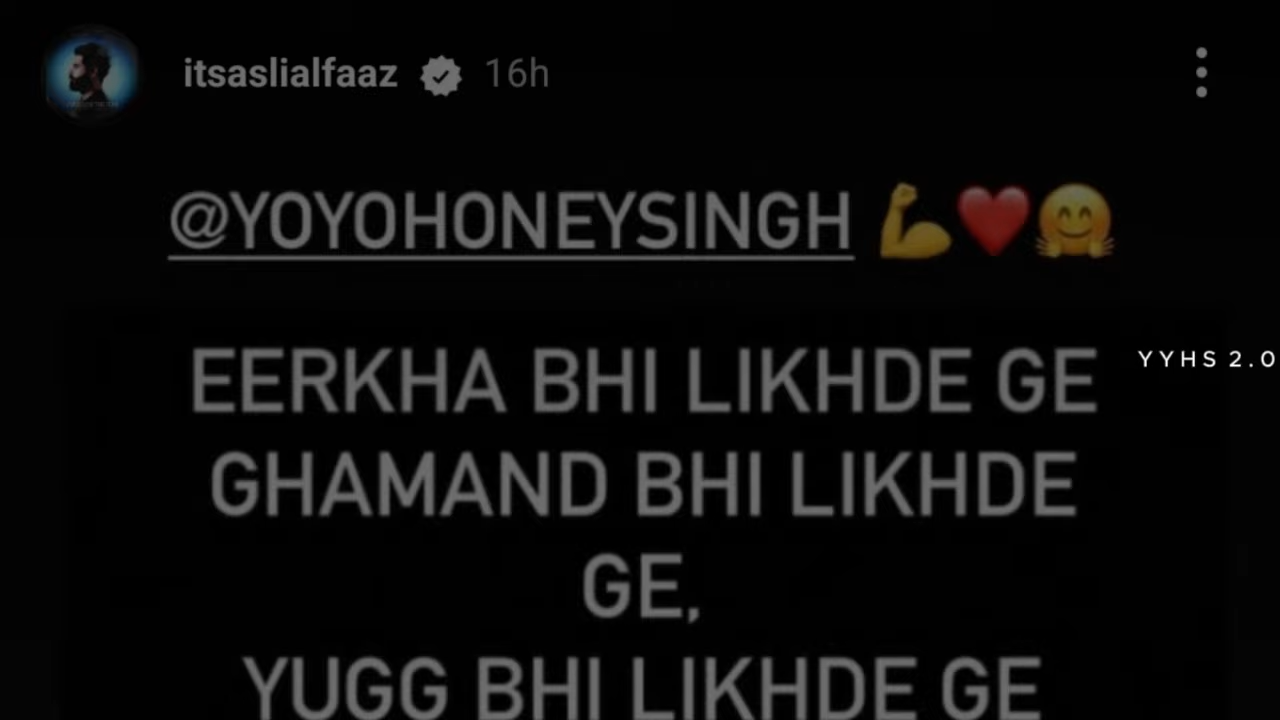 itsaslialfaaz 16h
@YOYOHONEYSINGH 💪❤️🤗
EERKHA BHI LIKHDE GE
YYHS 2.0
GHAMAND BHI LIKHDE
GE,
YUGG BHI LIKHDE GE